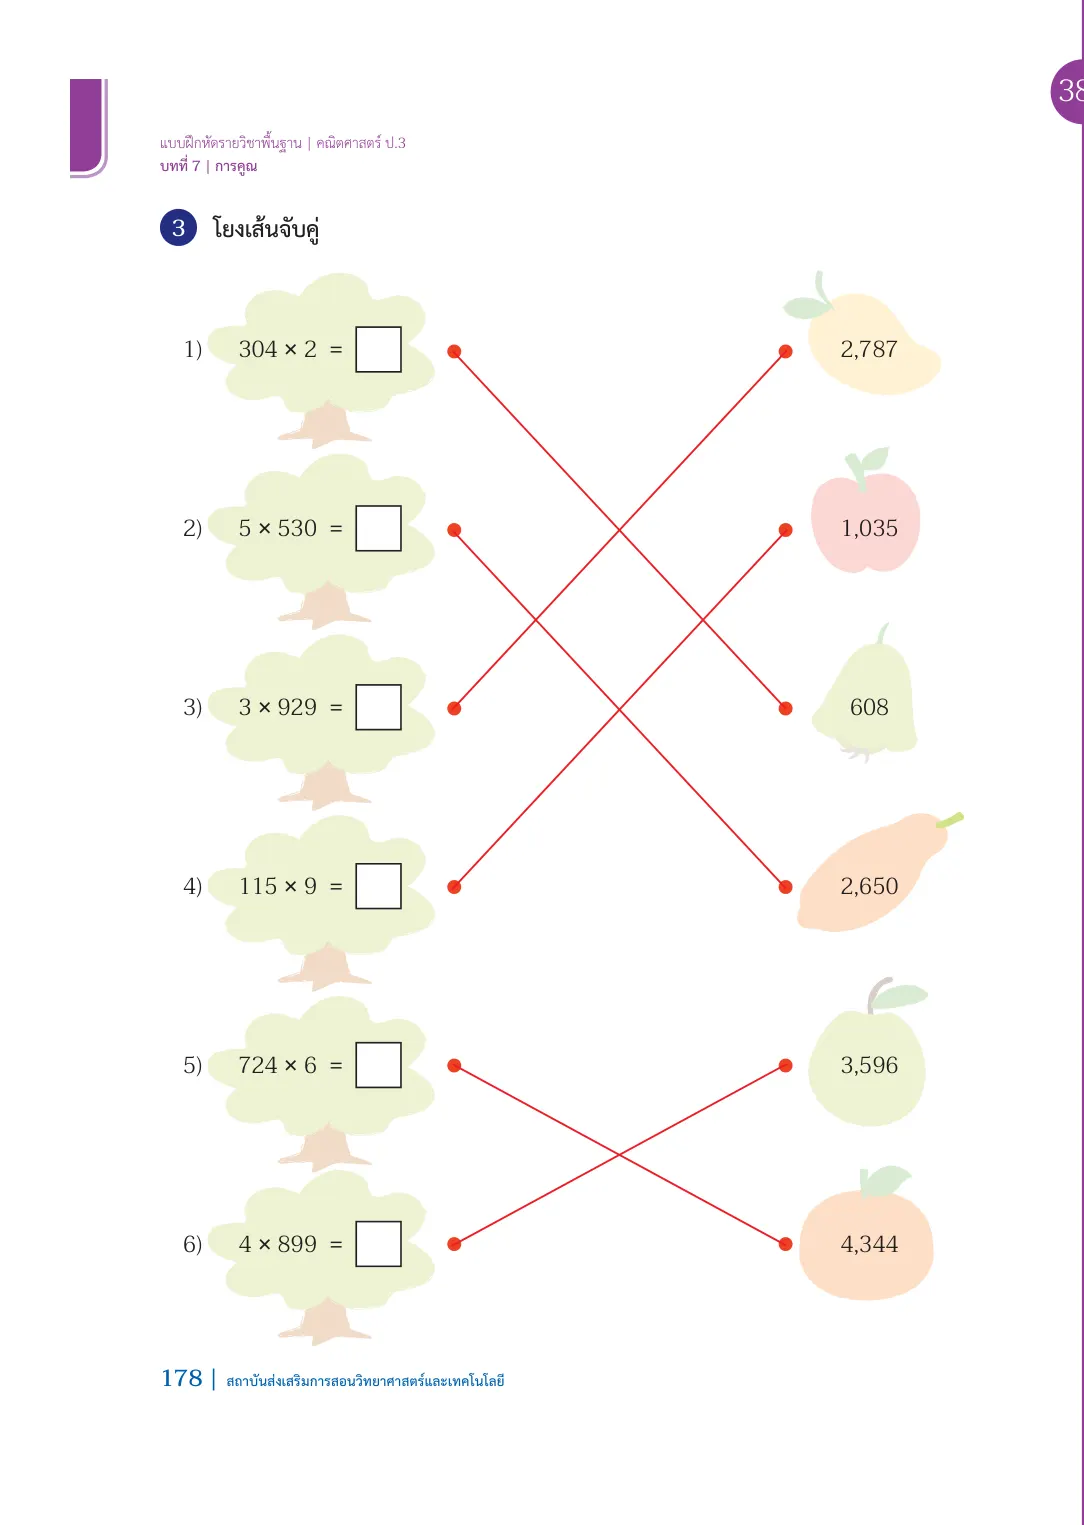 38
แบบฝึกหัดรายวิชาพื้นฐาน | คณิตศาสตร์ ป.3
บทที่ 7 | การคูณ
3 โยงเส้นจับคู่
1) 304 × 2 = 2,787
2) 5 × 530 = 1,035
3) 3 × 929 = 608
4) 115 × 9 = 2,650
5) 724 × 6 = 3,596
6) 4 × 899 = 4,344
178 | สถาบันส่งเสริมการสอนวิทยาศาสตร์และเทคโนโลยี